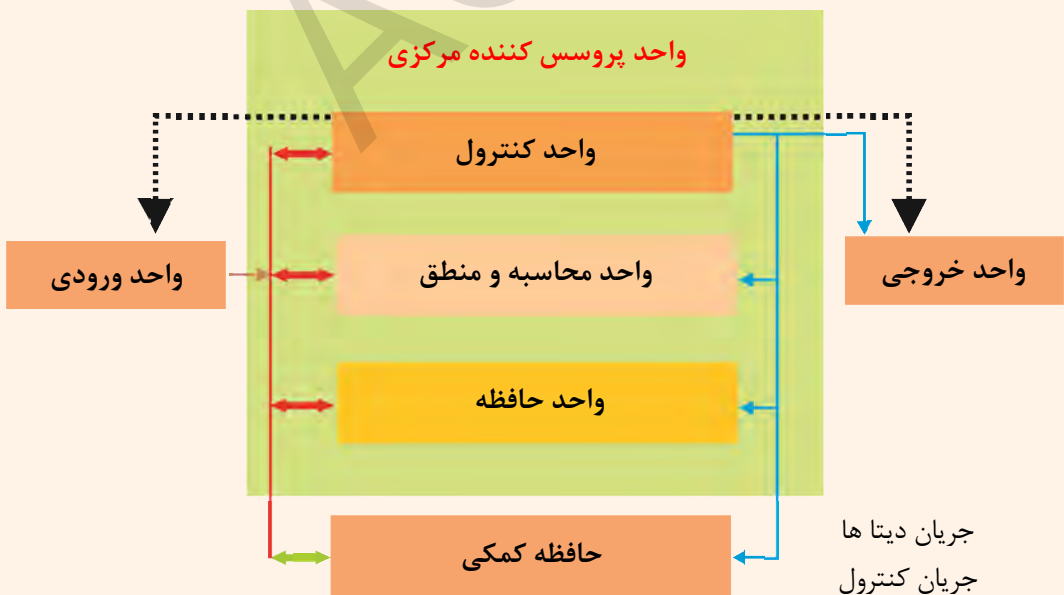 واحد پروسس کننده مرکزی
واحد کنترول
واحد خروجی
واحد محاسبه و منطق
واحد ورودی
واحد حافظه
حافظه کمکی
جریان دیتا ها
جریان کنترول